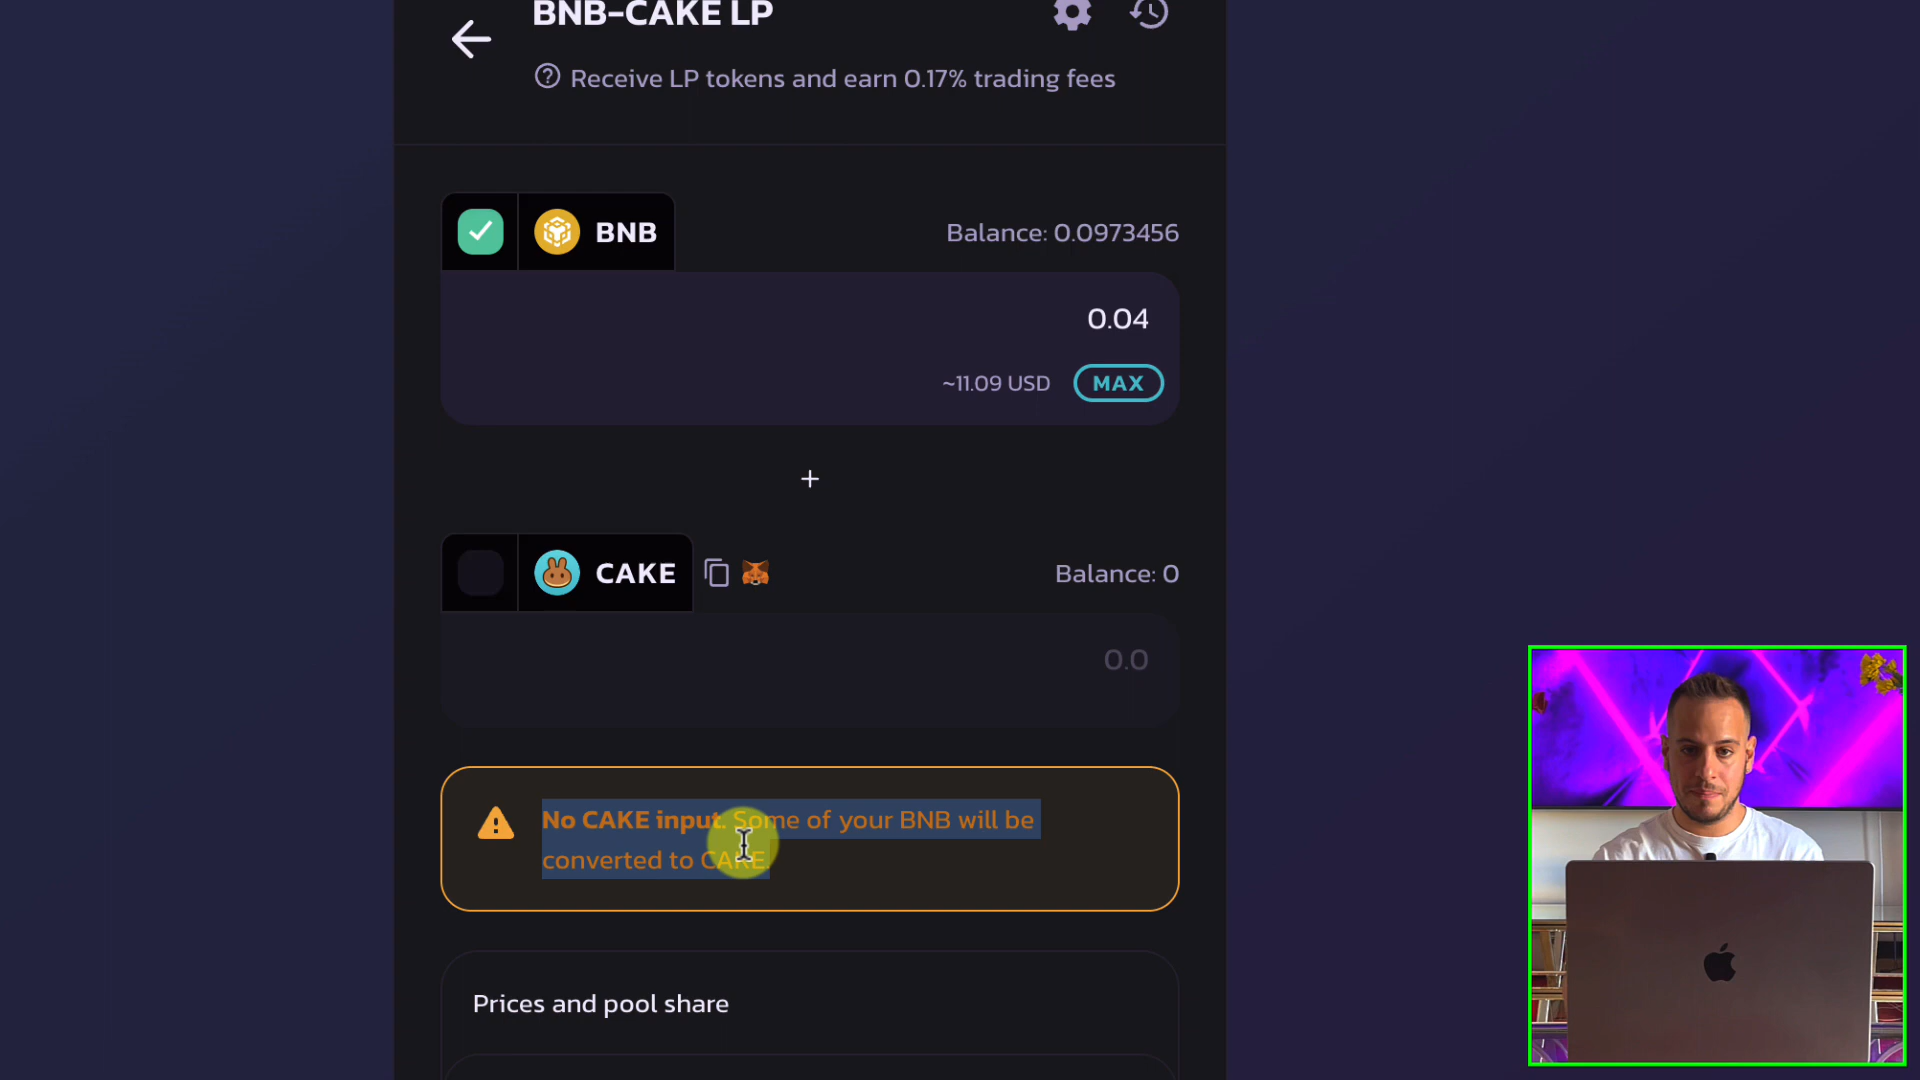 BNB-CAKE LP
Receive LP tokens and earn 0.17% trading fees
BNB
Balance: 0.0973456
0.04
~11.09 USD
MAX
+
CAKE
Balance: 0
0.0
No CAKE input. Some of your BNB will be
converted to CAKE.
Prices and pool share